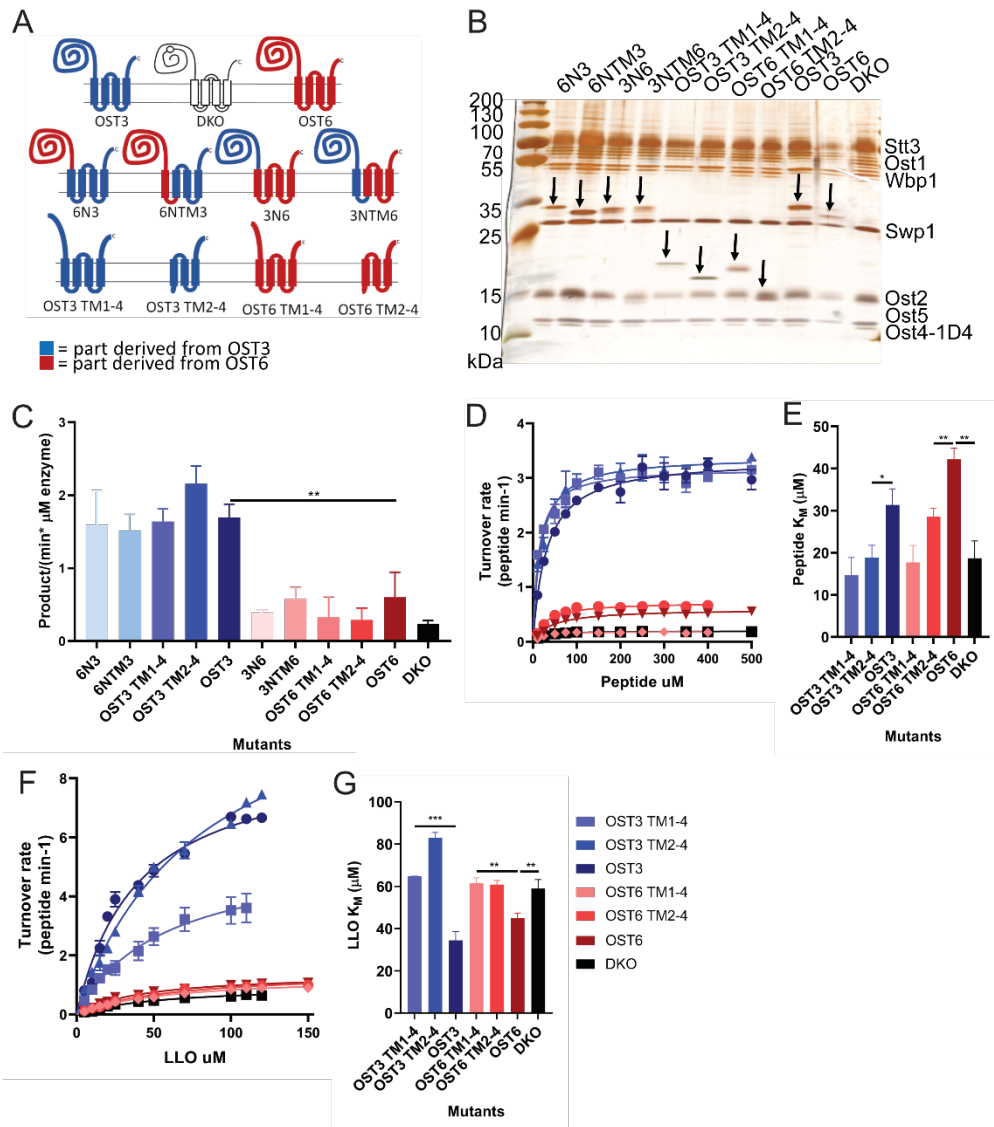 A
OST3
DKO
OST6
6N3
6NTM3
3N6
3NTM6
OST3 TM1-4
OST3 TM2-4
OST6 TM1-4
OST6 TM2-4
c
c
c
c
c
c
c
c
c
c
c
= part derived from OST3
= part derived from OST6
B
6N3
6NTM3
3N6
3NTM6
OST3 TM1-4
OST3 TM2-4
OST6 TM1-4
OST6 TM2-4
OST3
OST6
DKO
200
130
100
70
55
35
25
15
10
kDa
Stt3
Ost1
Wbp1
Swp1
Ost2
Ost5
Ost4-1D4
C
Product/(min* µM enzyme)
3
2
1
0
**
6N3
6NTM3
OST3 TM1-4
OST3 TM2-4
OST3
3N6
3NTM6
OST6 TM1-4
OST6 TM2-4
OST6
DKO
Mutants
D
Turnover rate
(peptide min-1)
4
3
2
1
0
0 100 200 300 400 500
Peptide uM
E
Peptide KM (µM)
50
40
30
20
10
0
*
**
**
OST3 TM1-4
OST3 TM2-4
OST3
OST6 TM1-4
OST6 TM2-4
OST6
DKO
Mutants
F
Turnover rate
(peptide min-1)
8
6
4
2
0
0 50 100 150
LLO uM
G
LLO KM (µM)
100
80
60
40
20
0
***
**
**
OST3 TM1-4
OST3 TM2-4
OST3
OST6 TM1-4
OST6 TM2-4
OST6
DKO
Mutants
OST3 TM1-4
OST3 TM2-4
OST3
OST6 TM1-4
OST6 TM2-4
OST6
DKO